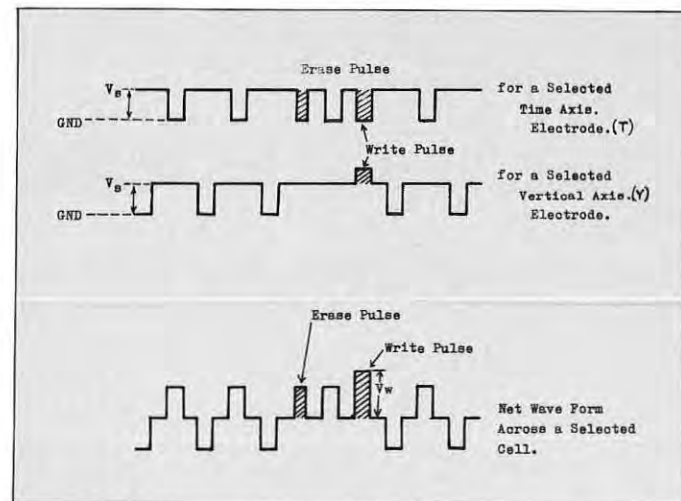 Erase Pulse
Vs
GND
for a Selected
Time Axis.
Electrode.(T)
Write Pulse
Vs
GND
for a Selected
Vertical Axis.(Y)
Electrode.
Erase Pulse
Write Pulse
Vw
Net Wave Form
Across a Selected
Cell.